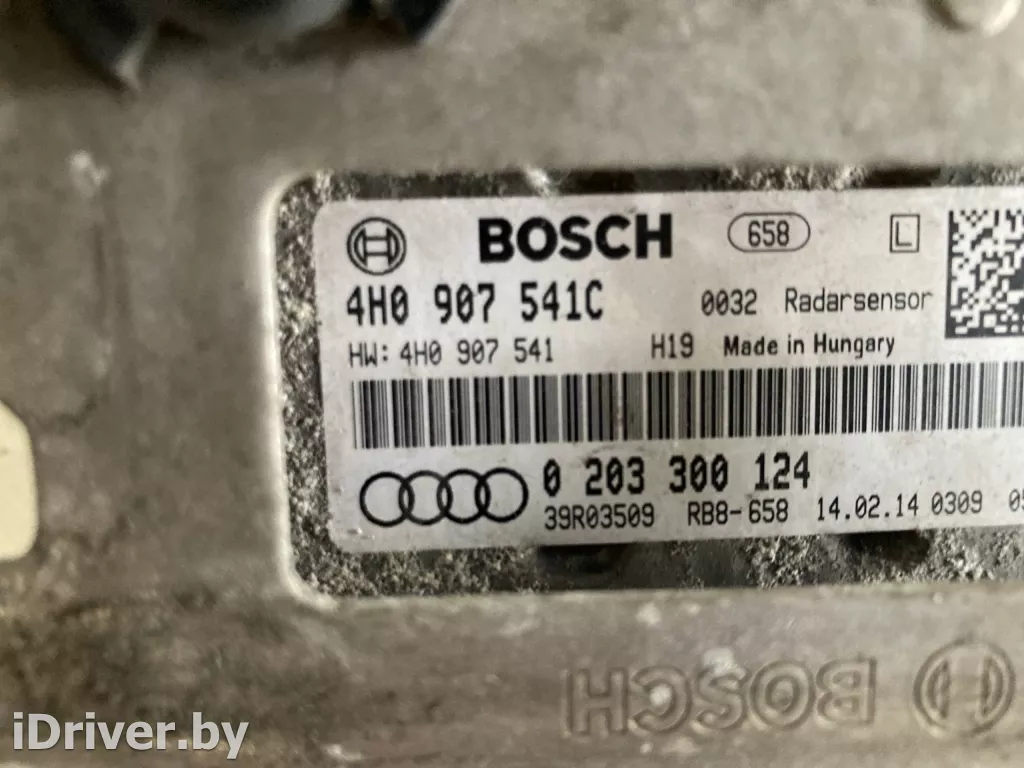 BOSCH 658 L
4H0 907 541C 0032 Radarsensor
HW: 4H0 907 541 H19 Made in Hungary
0 203 300 124
39R03509 RB8-658 14.02.14 0309 05
BOSCH
iDriver.by